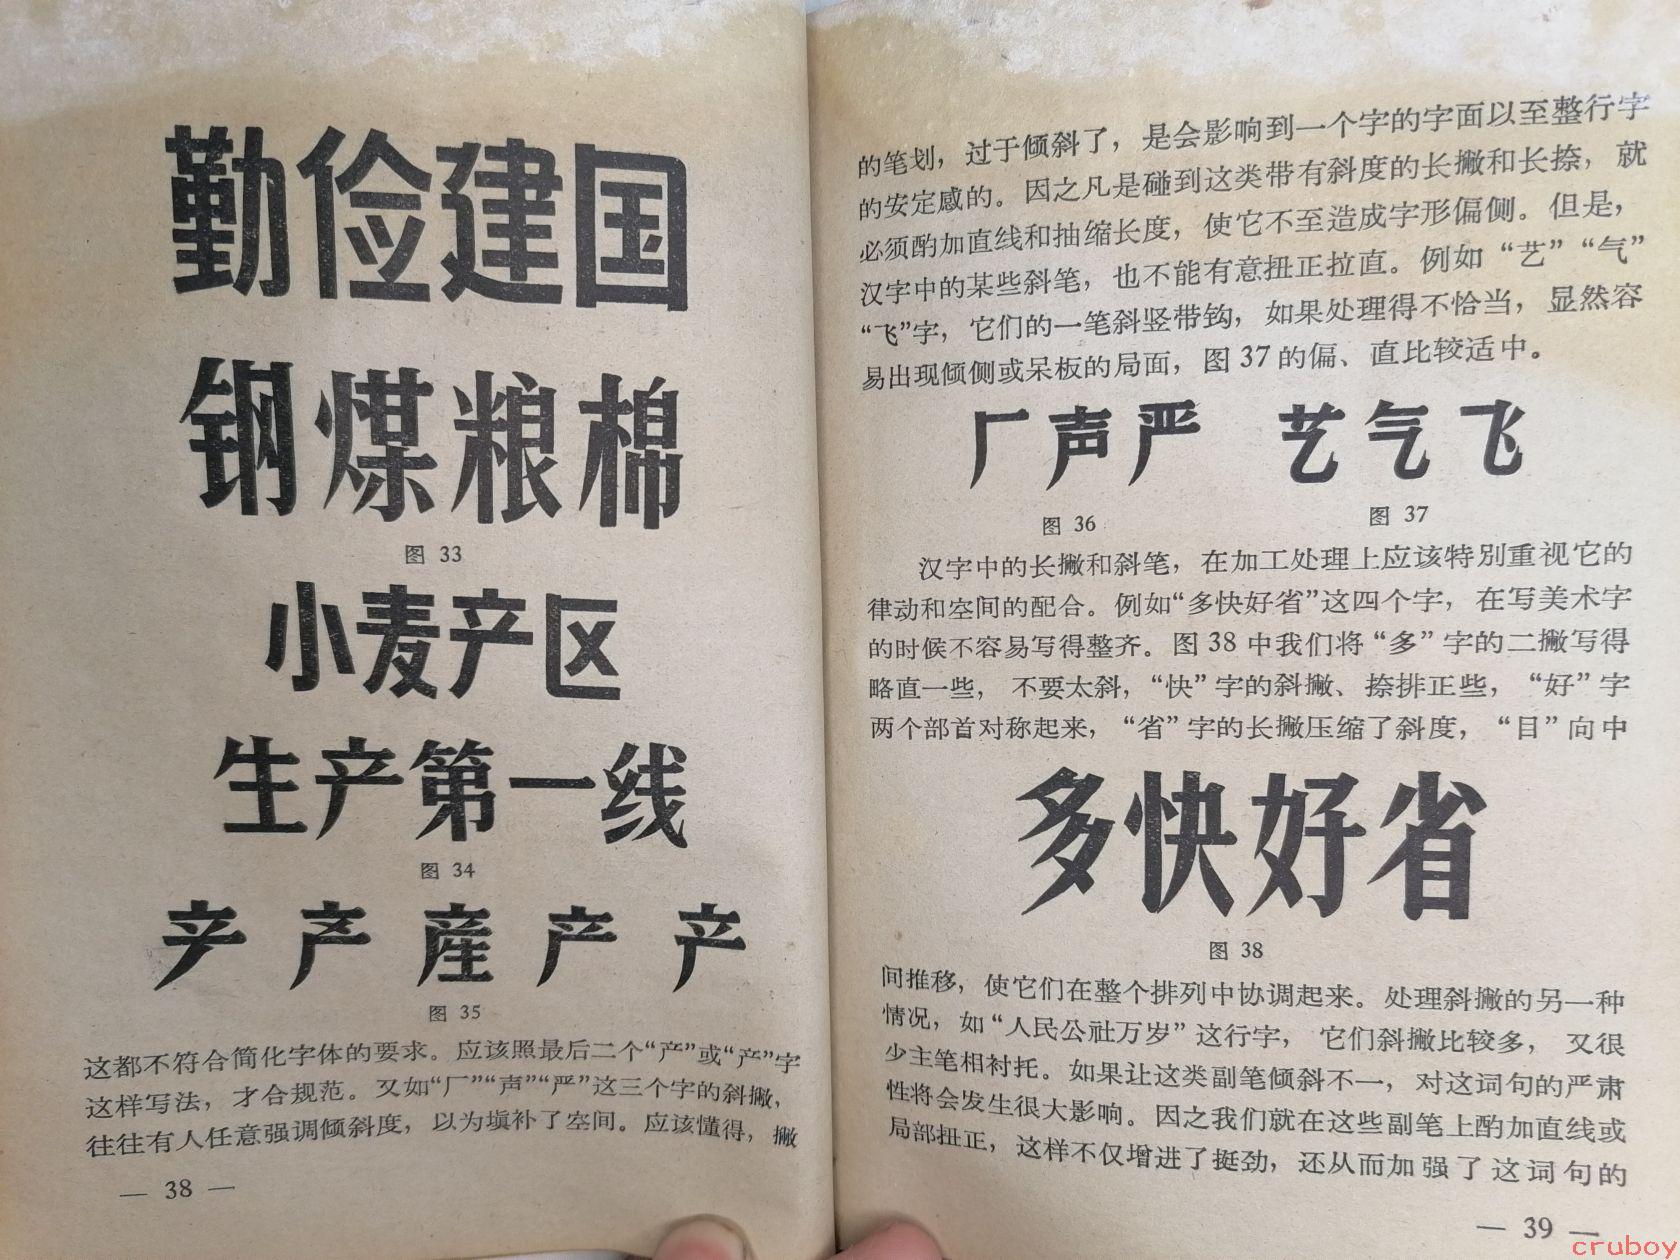 勤俭建国
钢煤粮棉
图 33
小麦产区
生产第一线
图 34
产 产 産 产 产
图 35
这都不符合简化字体的要求。应该照最后二个“产”或“产”字
这样写法，才合规范。又如“厂”“声”“严”这三个字的斜撇，
往往有人任意强调倾斜度，以为填补了空间。应该懂得，撇
— 38 —
的笔划，过于倾斜了，是会影响到一个字的字面以至整行字
的安定感的。因之凡是碰到这类带有斜度的长撇和长捺，就
必须酌加直线和抽缩长度，使它不至造成字形偏侧。但是，
汉字中的某些斜笔，也不能有意扭正拉直。例如“艺”“气”
“飞”字，它们的一笔斜竖带钩，如果处理得不恰当，显然容
易出现倾侧或呆板的局面，图 37 的偏、直比较适中。
厂声严 艺气飞
图 36 图 37
汉字中的长撇和斜笔，在加工处理上应该特別重视它的
律动和空间的配合。例如“多快好省”这四个字，在写美术字
的时候不容易写得整齐。图 38 中我们将“多”字的二撇写得
略直一些，不要太斜，“快”字的斜撇、捺排正些，“好”字
两个部首对称起来，“省”字的长撇压缩了斜度，“目”向中
多快好省
图 38
间推移，使它们在整个排列中协调起来。处理斜撇的另一种
情况，如“人民公社万岁”这行字，它们斜撇比较多，又很
少主笔相衬托。如果让这类副笔倾斜不一，对这词句的严肃
性将会发生很大影响。因之我们就在这些副笔上酌加直线或
局部扭正，这样不仅增进了挺劲，还从而加强了这词句的
— 39 —
cruboy